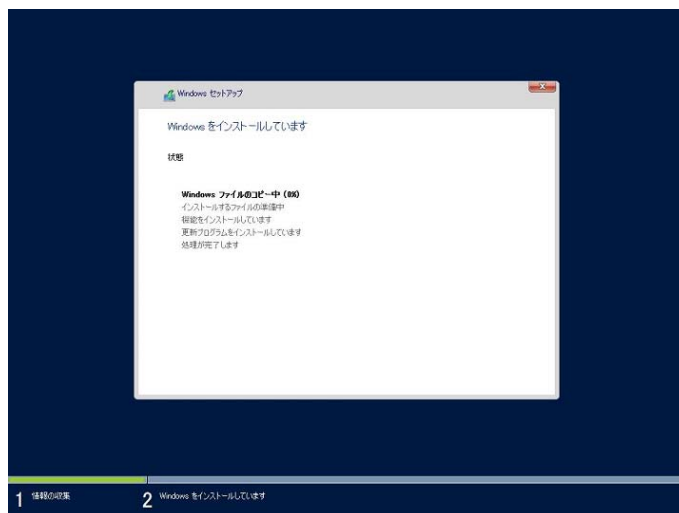 Windows セットアップ
Windows をインストールしています
状態
Windows ファイルのコピー中 (0%)
インストールするファイルの準備中
機能をインストールしています
更新プログラムをインストールしています
処理が完了します
1 情報の収集
2 Windows をインストールしています